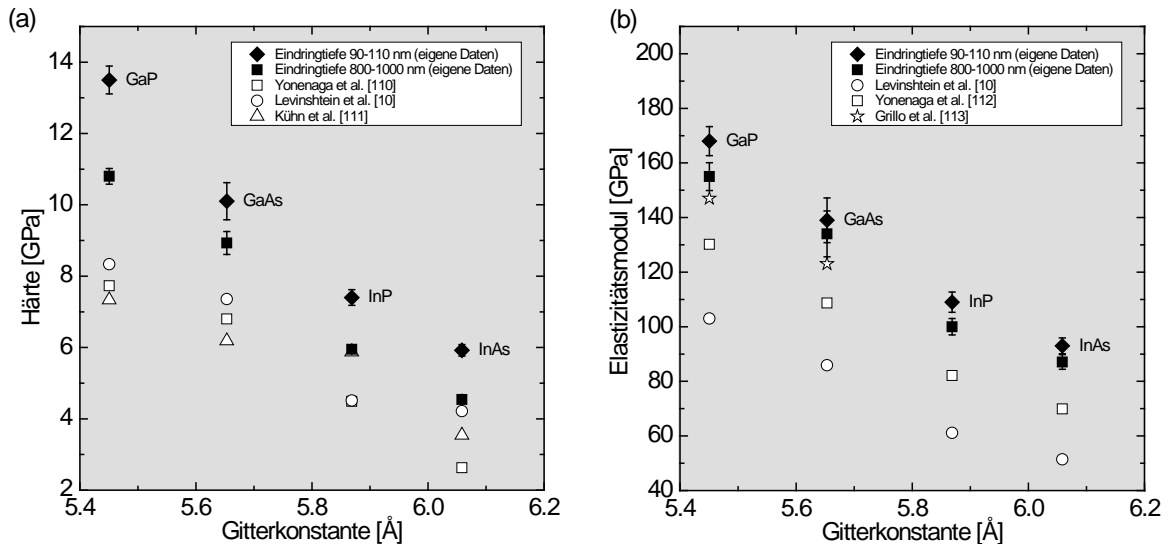 (a)
14
12
10
8
6
4
2
5.4
5.6
5.8
6.0
6.2
Härte [GPa]
Gitterkonstante [Å]
Eindringtiefe 90-110 nm (eigene Daten)
Eindringtiefe 800-1000 nm (eigene Daten)
Yonenaga et al. [110]
Levinshtein et al. [10]
Kühn et al. [111]
GaP
GaAs
InP
InAs
(b)
200
180
160
140
120
100
80
60
40
5.4
5.6
5.8
6.0
6.2
Elastizitätsmodul [GPa]
Gitterkonstante [Å]
Eindringtiefe 90-110 nm (eigene Daten)
Eindringtiefe 800-1000 nm (eigene Daten)
Levinshtein et al. [10]
Yonenaga et al. [112]
Grillo et al. [113]
GaP
GaAs
InP
InAs